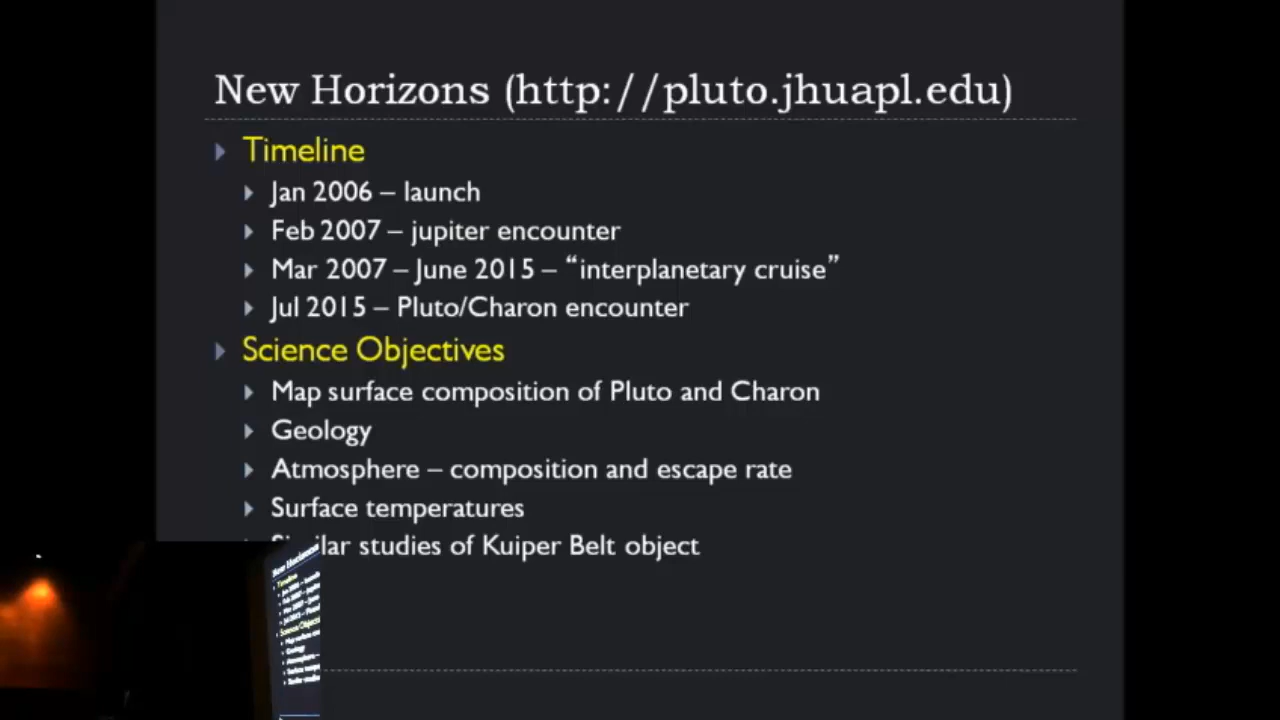 New Horizons (http://pluto.jhuapl.edu)
Timeline
Jan 2006 – launch
Feb 2007 – jupiter encounter
Mar 2007 – June 2015 – “interplanetary cruise”
Jul 2015 – Pluto/Charon encounter
Science Objectives
Map surface composition of Pluto and Charon
Geology
Atmosphere – composition and escape rate
Surface temperatures
Similar studies of Kuiper Belt object